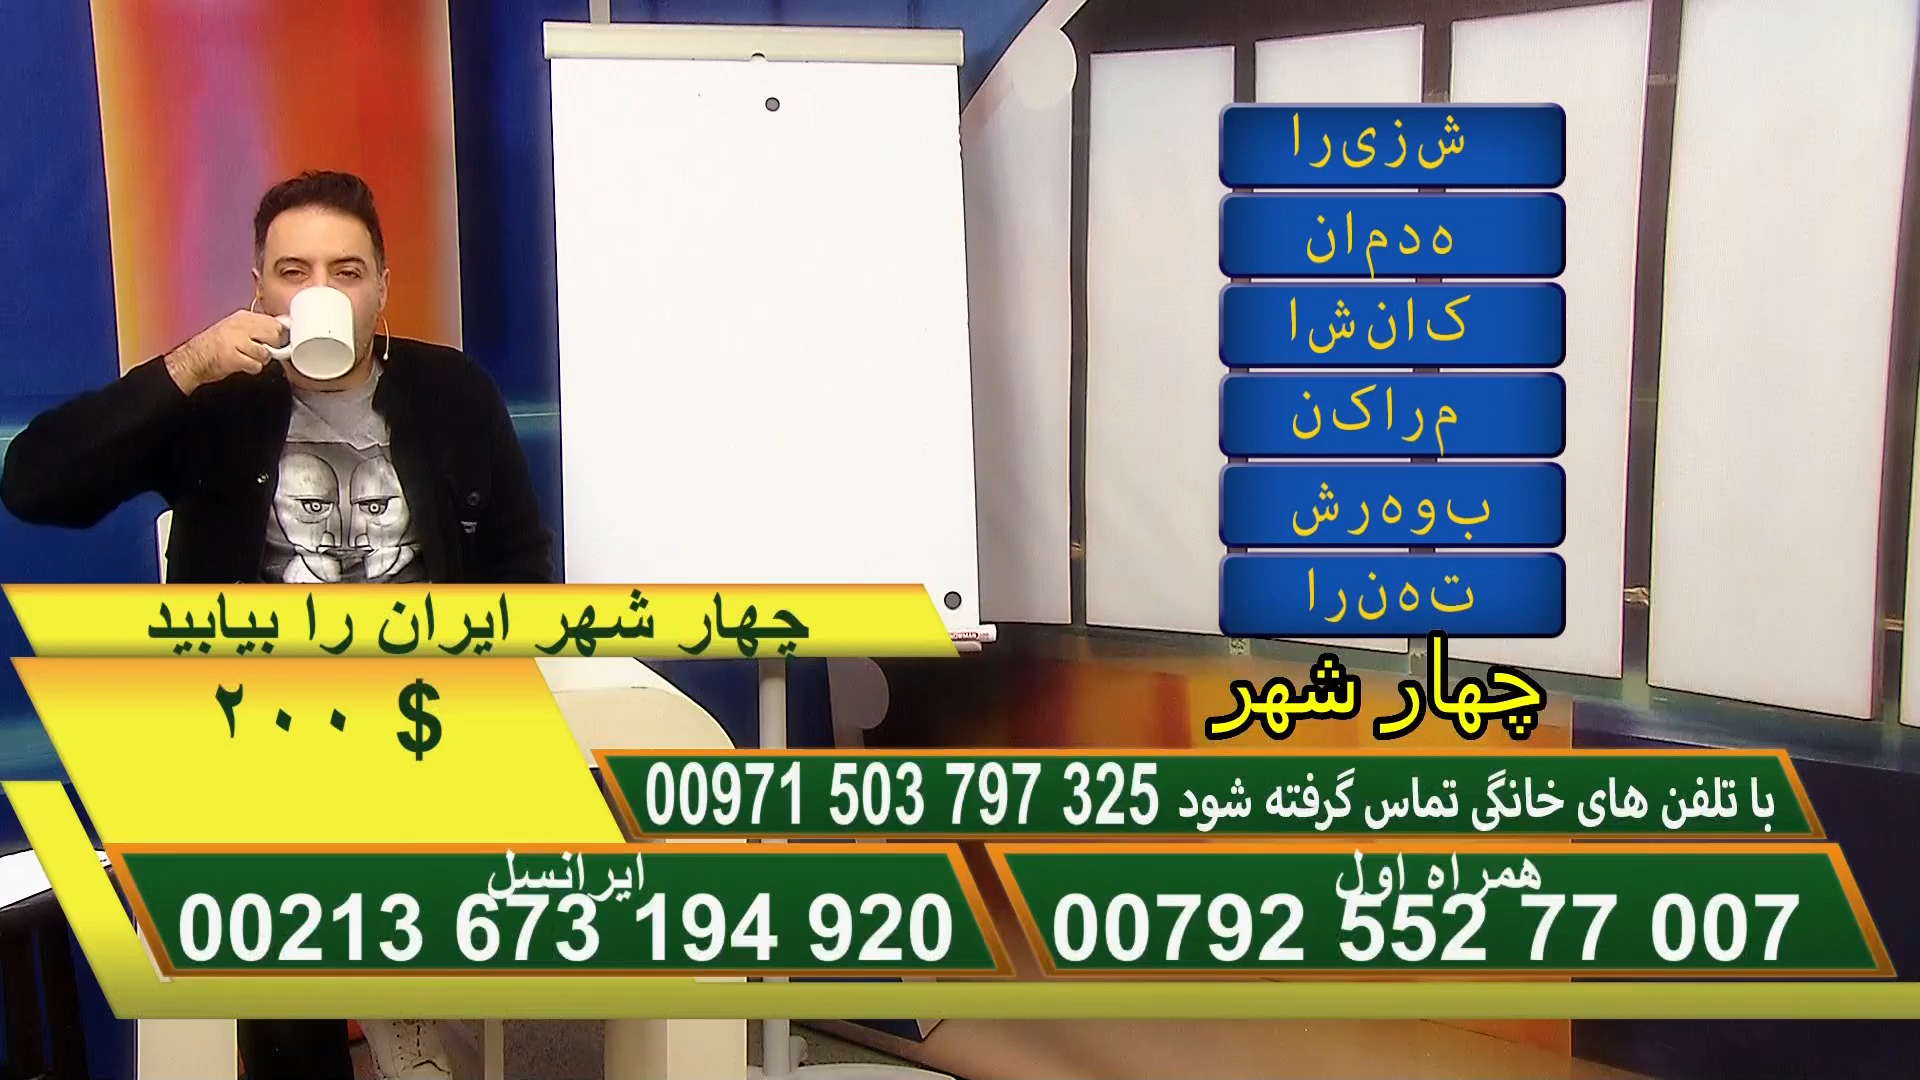 ش ز ی ر ا
ه د م ا ن
ک ا ن ش ا
م ر ا ک ن
ب و ه ر ش
ت ه ن ر ا
چهار شهر
چهار شهر ایران را بیابید
۲۰۰ $
با تلفن های خانگی تماس گرفته شود 00971 503 797 325
همراه اول
00792 552 77 007
ایرانسل
00213 673 194 920